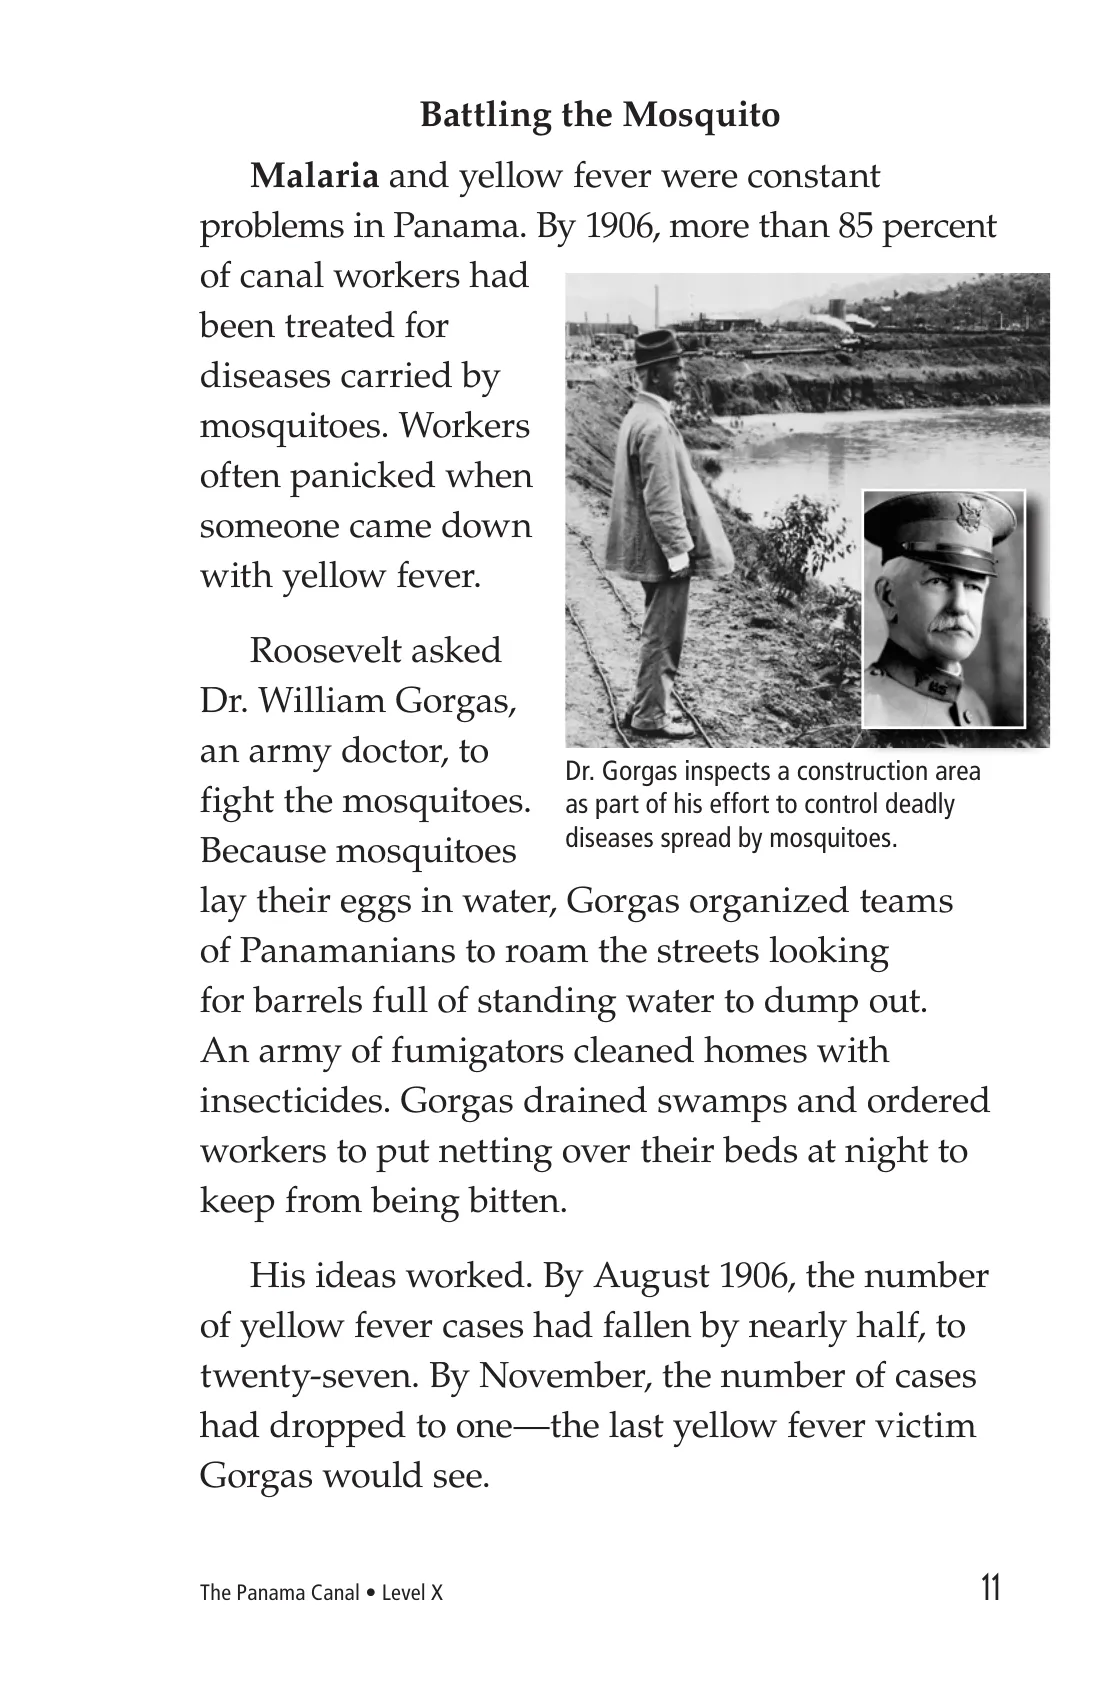 Battling the Mosquito
Malaria and yellow fever were constant
problems in Panama. By 1906, more than 85 percent
of canal workers had
been treated for
diseases carried by
mosquitoes. Workers
often panicked when
someone came down
with yellow fever.
Roosevelt asked
Dr. William Gorgas,
an army doctor, to
fight the mosquitoes.
Because mosquitoes
lay their eggs in water, Gorgas organized teams
of Panamanians to roam the streets looking
for barrels full of standing water to dump out.
An army of fumigators cleaned homes with
insecticides. Gorgas drained swamps and ordered
workers to put netting over their beds at night to
keep from being bitten.
His ideas worked. By August 1906, the number
of yellow fever cases had fallen by nearly half, to
twenty-seven. By November, the number of cases
had dropped to one—the last yellow fever victim
Gorgas would see.
Dr. Gorgas inspects a construction area
as part of his effort to control deadly
diseases spread by mosquitoes.
The Panama Canal • Level X
11